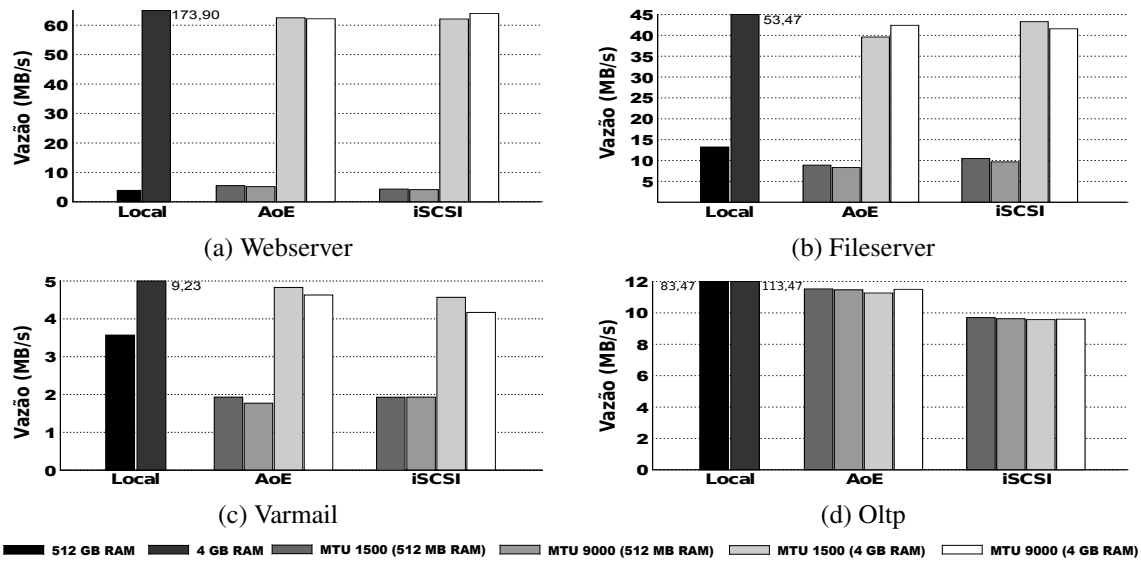 173,90
60
50
40
30
20
10
0
Vazão (MB/s)
Local
AoE
iSCSI
(a) Webserver
53,47
45
40
35
30
25
20
15
10
5
Vazão (MB/s)
Local
AoE
iSCSI
(b) Fileserver
9,23
5
4
3
2
1
0
Vazão (MB/s)
Local
AoE
iSCSI
(c) Varmail
83,47
113,47
12
10
8
6
4
2
0
Vazão (MB/s)
Local
AoE
iSCSI
(d) Oltp
512 GB RAM
4 GB RAM
MTU 1500 (512 MB RAM)
MTU 9000 (512 MB RAM)
MTU 1500 (4 GB RAM)
MTU 9000 (4 GB RAM)